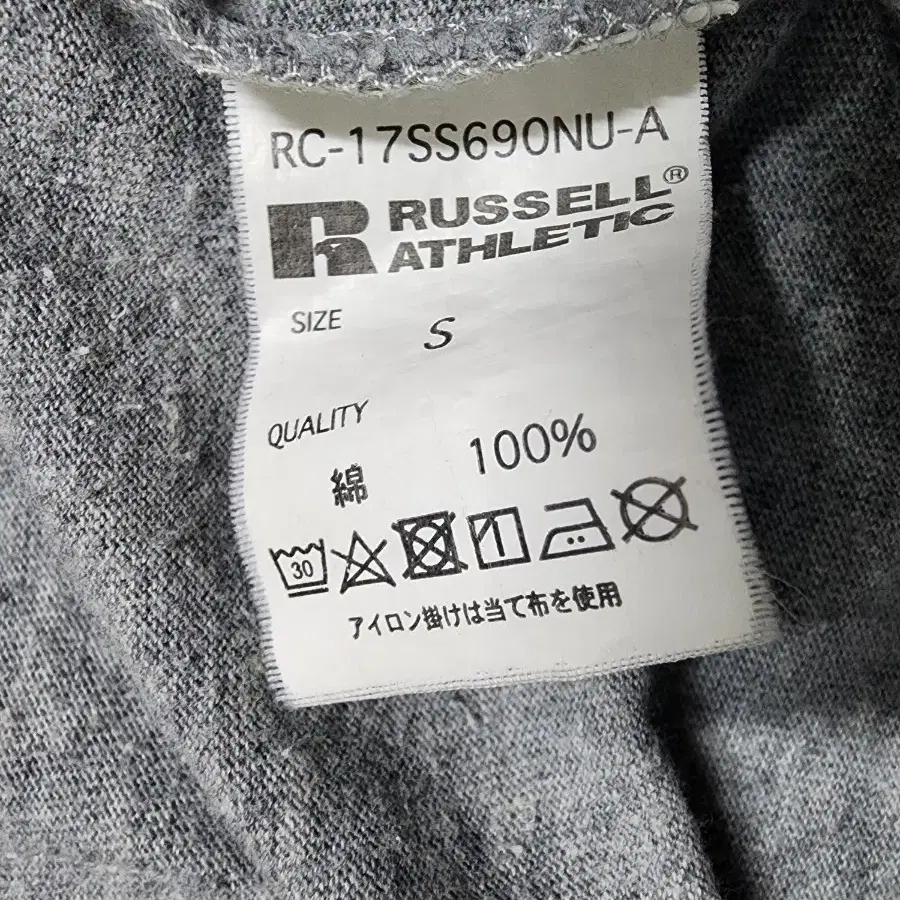 RC-17SS690NU-A
RUSSELL®
ATHLETIC
SIZE S
QUALITY
綿 100%
30
アイロン掛けは当て布を使用